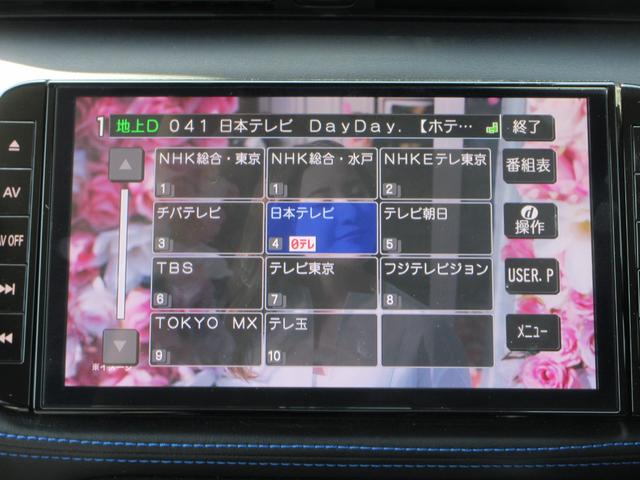 1 地上D 041 日本テレビ DayDay. 【ホテ… 終了
NHK総合・東京 1
NHK総合・水戸 1
NHKEテレ東京 2
番組表
チバテレビ 3
日本テレビ 4 日テレ
テレビ朝日 5
d 操作
TBS 6
テレビ東京 7
フジテレビジョン 8
USER.P
TOKYO MX 9
テレ玉 10
メニュー
※イメージ
AV
AV OFF